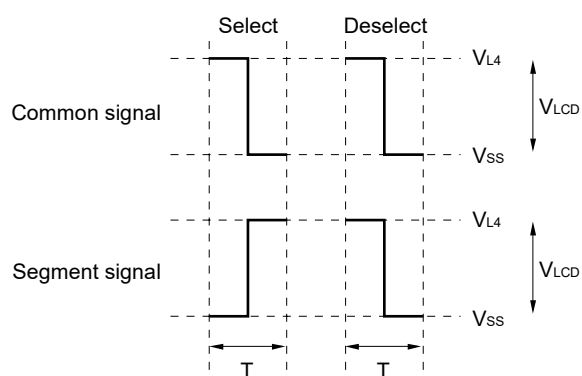 Select Deselect
VL4
Common signal
VLCD
VSS
VL4
Segment signal
VLCD
VSS
T T